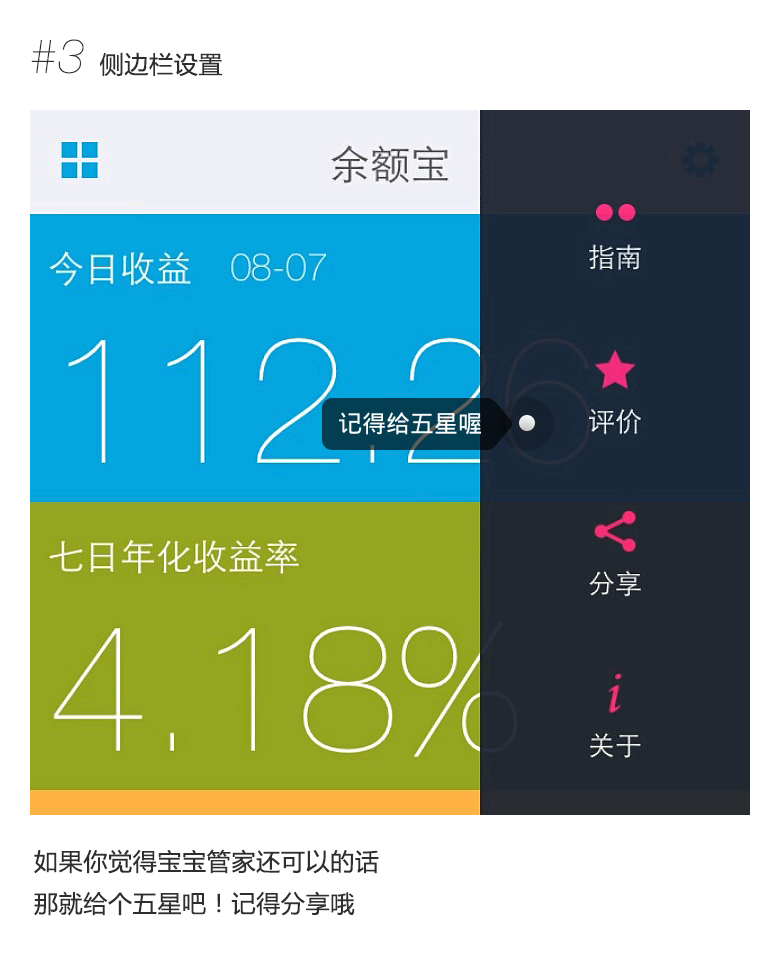 #3 侧边栏设置
余额宝
指南
今日收益 08-07
112.26
记得给五星喔
评价
七日年化收益率
分享
4.18%
关于
如果你觉得宝宝管家还可以的话
那就给个五星吧！记得分享哦